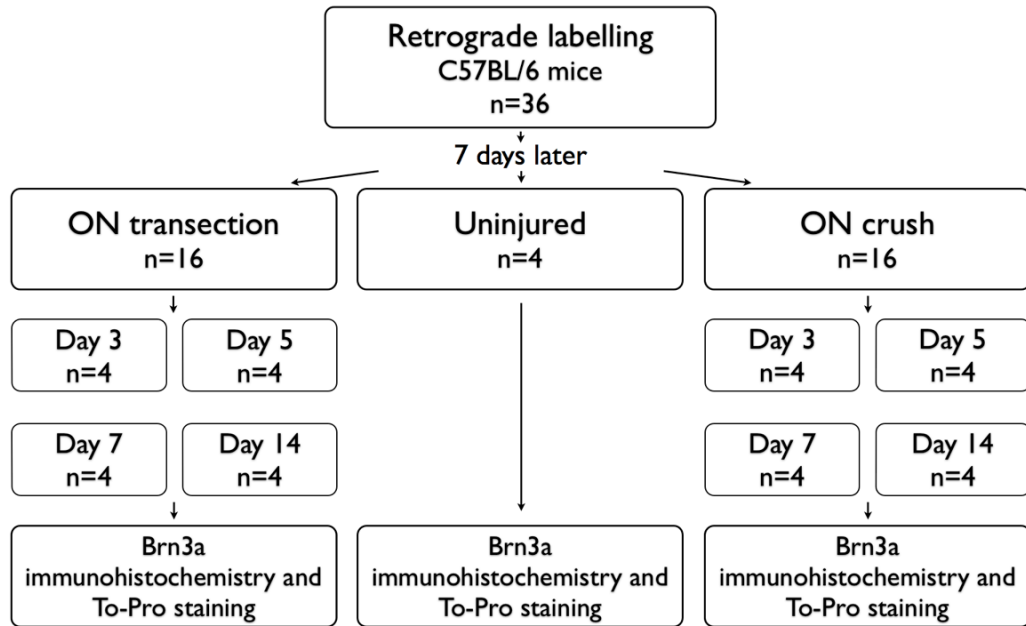 Retrograde labelling
C57BL/6 mice
n=36
7 days later
ON transection
n=16
Uninjured
n=4
ON crush
n=16
Day 3
n=4
Day 5
n=4
Day 7
n=4
Day 14
n=4
Day 3
n=4
Day 5
n=4
Day 7
n=4
Day 14
n=4
Brn3a
immunohistochemistry and
To-Pro staining
Brn3a
immunohistochemistry and
To-Pro staining
Brn3a
immunohistochemistry and
To-Pro staining